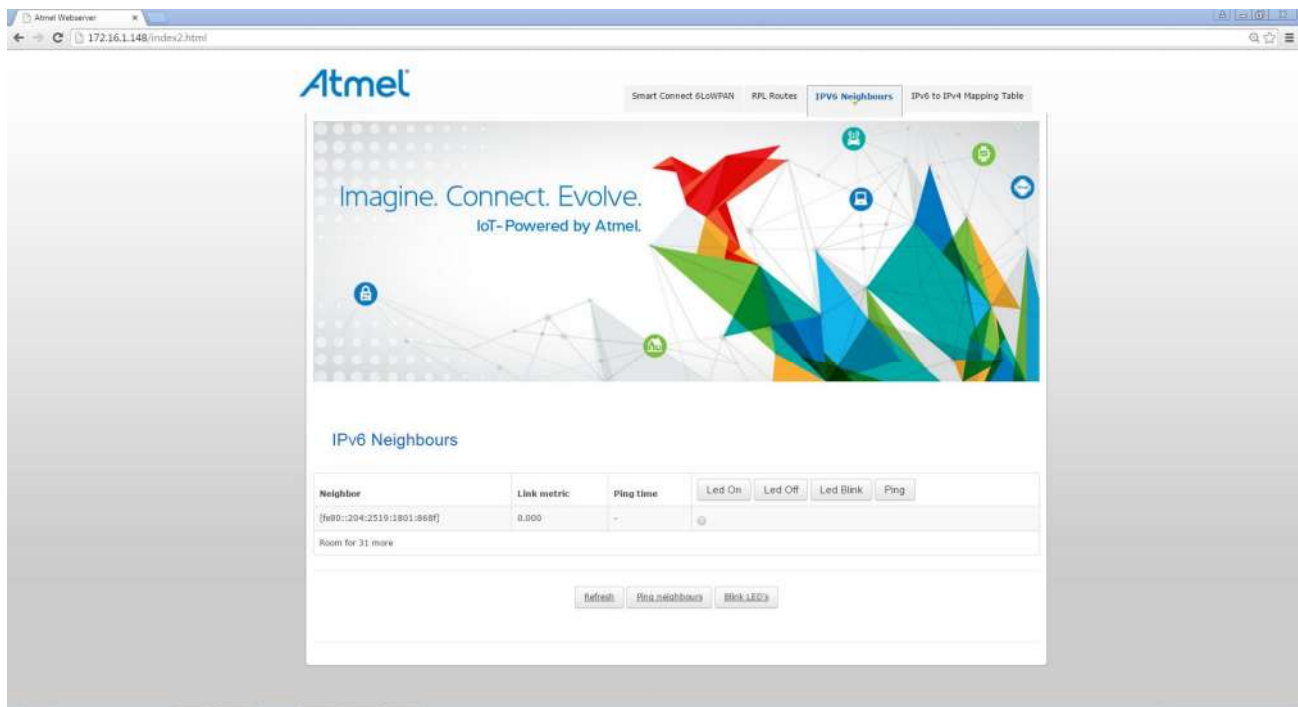 Atmel Webserver
172.16.1.148/index2.html
Atmel
Smart Connect 6LoWPAN RPL Routes IPV6 Neighbours IPv6 to IPv4 Mapping Table
Imagine. Connect. Evolve.
IoT-Powered by Atmel.
IPv6 Neighbours
Neighbor Link metric Ping time Led On Led Off Led Blink Ping
[fe80::204:2519:1801:868f] 0.000 -
Room for 31 more
Refresh Ping neighbours Blink LED's